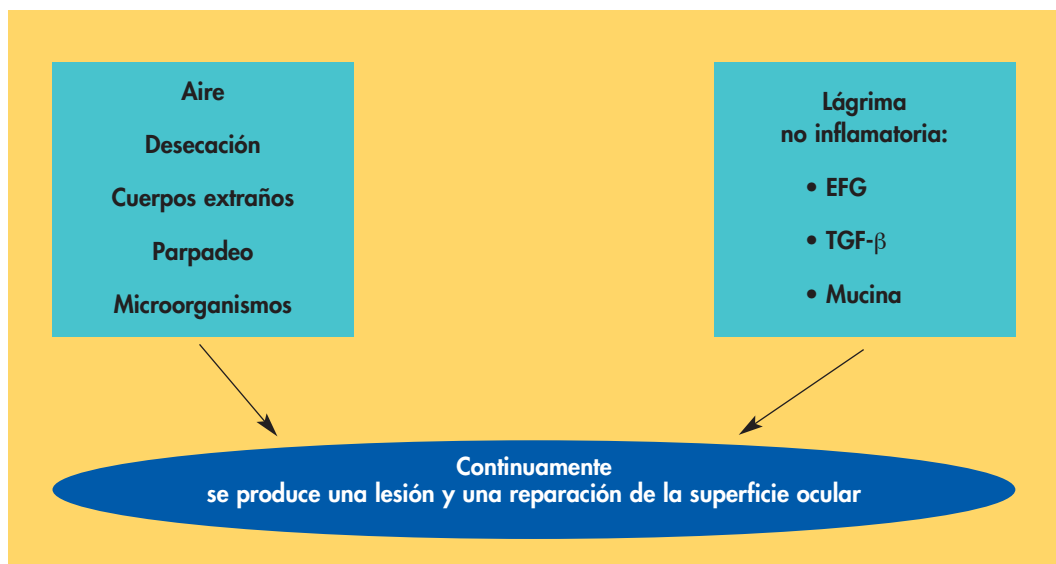 Aire
Desecación
Cuerpos extraños
Parpadeo
Microorganismos
Lágrima
no inflamatoria:
• EFG
• TGF-β
• Mucina
Continuamente
se produce una lesión y una reparación de la superficie ocular